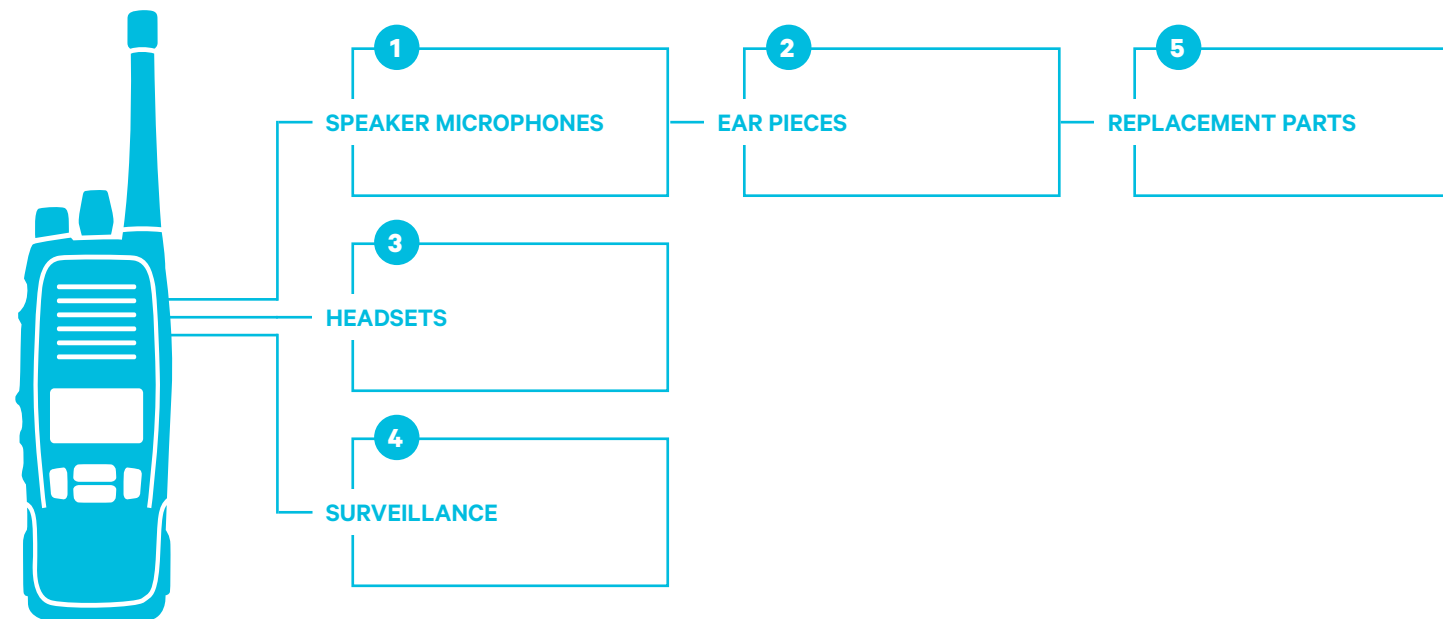 1
SPEAKER MICROPHONES
2
EAR PIECES
5
REPLACEMENT PARTS
3
HEADSETS
4
SURVEILLANCE